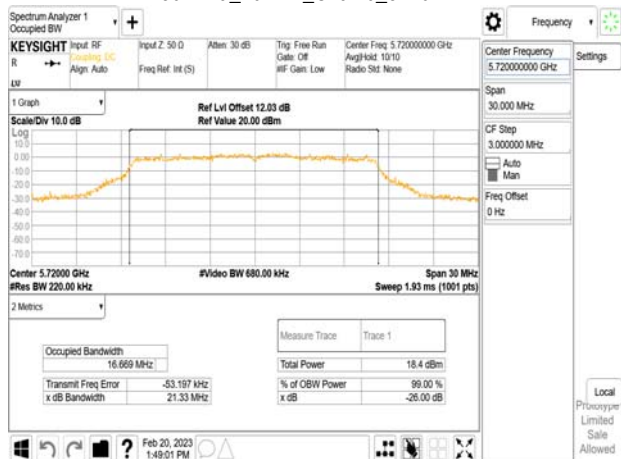 Spectrum Analyzer 1
Occupied BW
KEYSIGHT
R
Input: RF
Coupling: DC
Align: Auto
Input Z: 50 Ω
Freq Ref: Int (S)
Atten: 30 dB
Trig: Free Run
Gate: Off
#IF Gain: Low
Center Freq: 5.720000000 GHz
Avg|Hold: 10/10
Radio Std: None
1 Graph
Scale/Div 10.0 dB
Ref Lvl Offset 12.03 dB
Ref Value 20.00 dBm
Log
10.0
0.00
-10.0
-20.0
-30.0
-40.0
-50.0
-60.0
-70.0
Center 5.72000 GHz
#Res BW 220.00 kHz
#Video BW 680.00 kHz
Span 30 MHz
Sweep 1.93 ms (1001 pts)
2 Metrics
Measure Trace
Trace 1
Occupied Bandwidth
16.669 MHz
Total Power
18.4 dBm
Transmit Freq Error
-53.197 kHz
% of OBW Power
99.00 %
x dB Bandwidth
21.33 MHz
x dB
-26.00 dB
Feb 20, 2023
1:49:01 PM
Frequency
Settings
Center Frequency
5.720000000 GHz
Span
30.000 MHz
CF Step
3.000000 MHz
Auto
Man
Freq Offset
0 Hz
Local
Prototype
Limited
Sale
Allowed